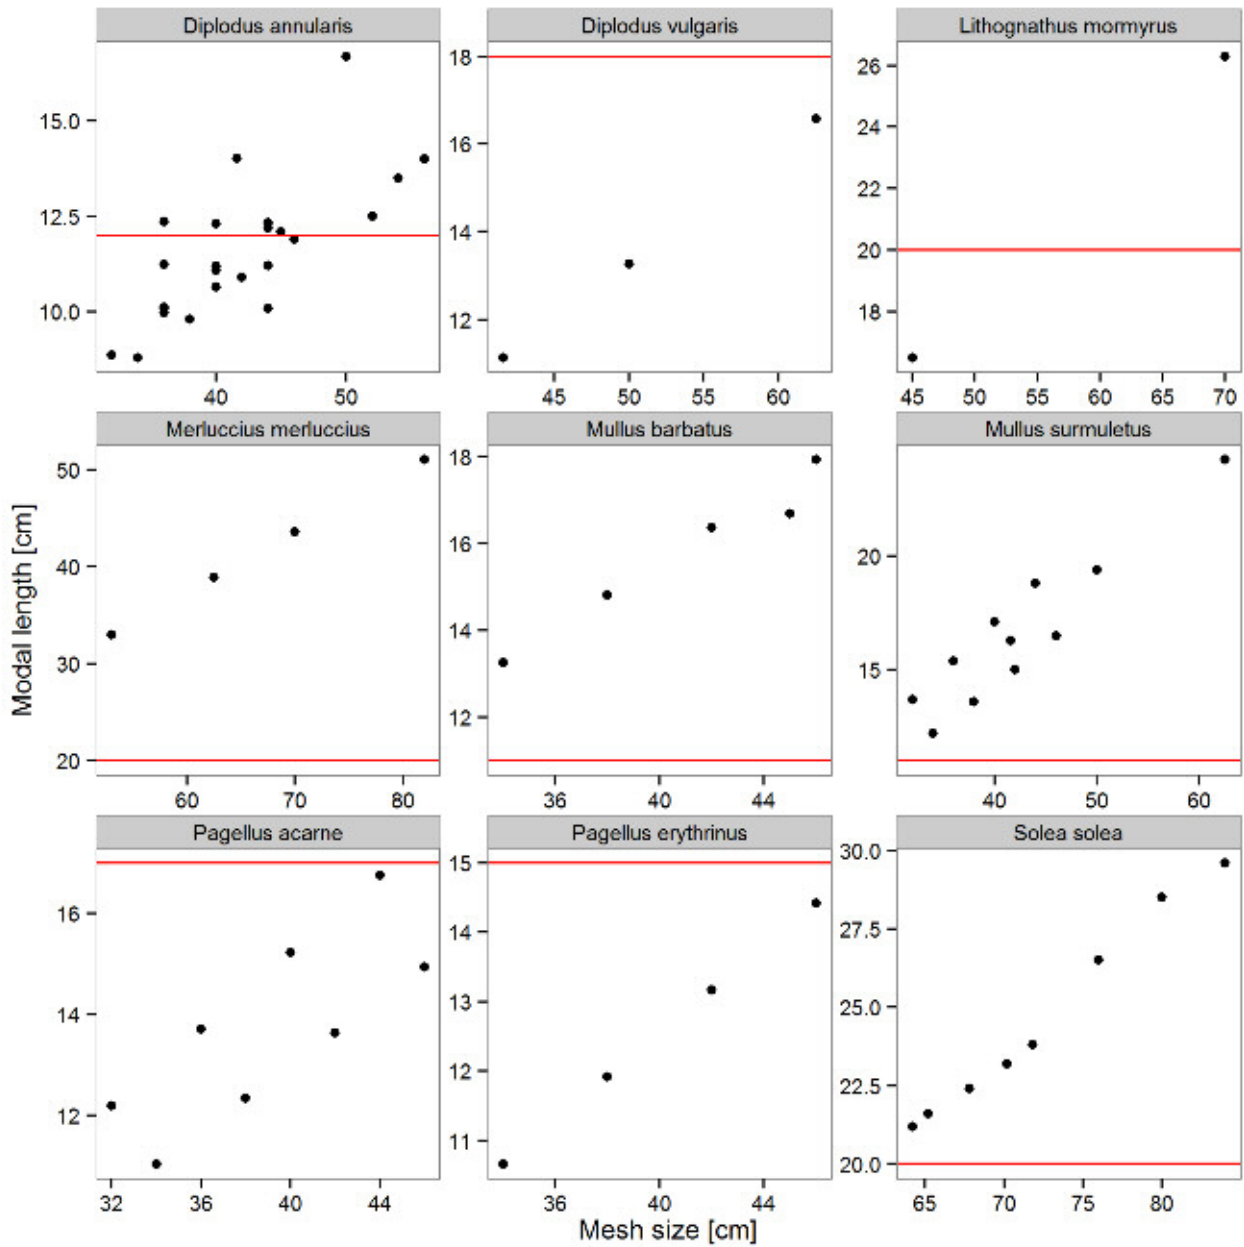 Diplodus annularis
Diplodus vulgaris
Lithognathus mormyrus
15.0
12.5
10.0
40 50
18
16
14
12
45 50 55 60
26
24
22
20
18
45 50 55 60 65 70
Merluccius merluccius
Mullus barbatus
Mullus surmuletus
Modal length [cm]
50
40
30
20
60 70 80
18
16
14
12
36 40 44
20
15
40 50 60
Pagellus acarne
Pagellus erythrinus
Solea solea
16
14
12
32 36 40 44
15
14
13
12
11
36 40 44
30.0
27.5
25.0
22.5
20.0
65 70 75 80
Mesh size [cm]